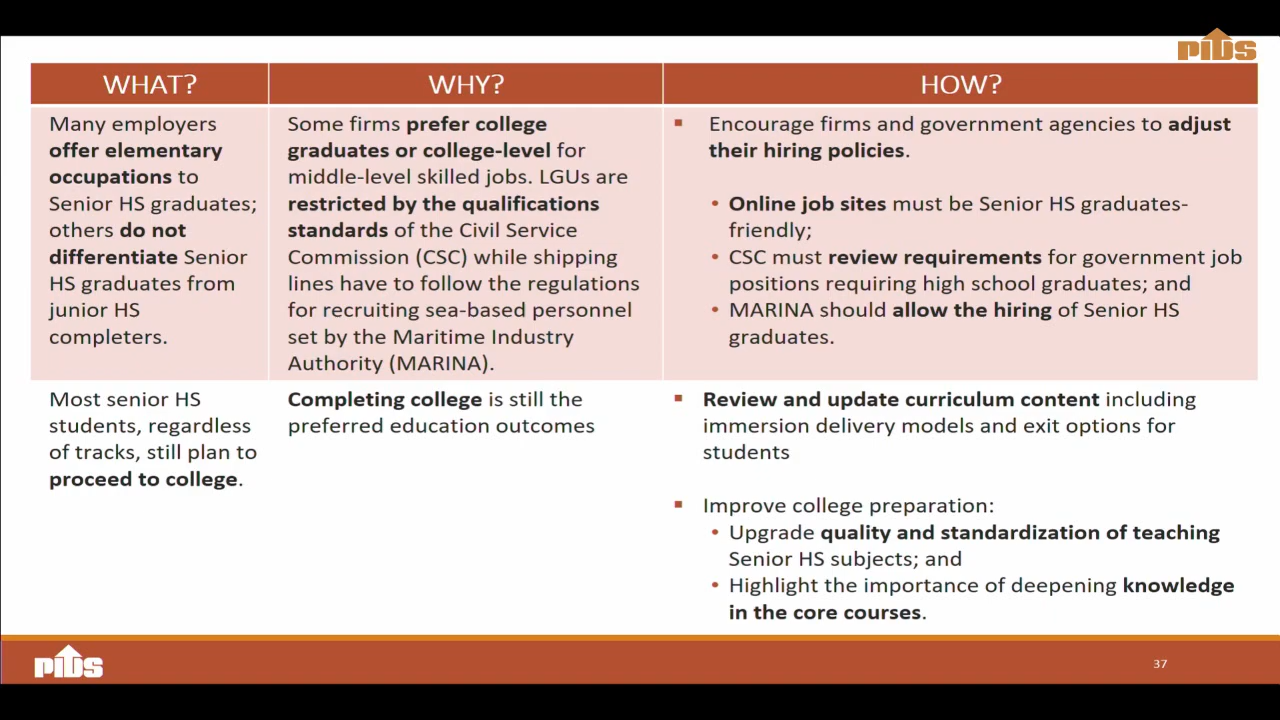 PIDS
WHAT?
WHY?
HOW?
Many employers
offer elementary
occupations to
Senior HS graduates;
others do not
differentiate Senior
HS graduates from
junior HS
completers.
Some firms prefer college
graduates or college-level for
middle-level skilled jobs. LGUs are
restricted by the qualifications
standards of the Civil Service
Commission (CSC) while shipping
lines have to follow the regulations
for recruiting sea-based personnel
set by the Maritime Industry
Authority (MARINA).
▪ Encourage firms and government agencies to adjust
their hiring policies.
• Online job sites must be Senior HS graduates-
friendly;
• CSC must review requirements for government job
positions requiring high school graduates; and
• MARINA should allow the hiring of Senior HS
graduates.
Most senior HS
students, regardless
of tracks, still plan to
proceed to college.
Completing college is still the
preferred education outcomes
▪ Review and update curriculum content including
immersion delivery models and exit options for
students
▪ Improve college preparation:
• Upgrade quality and standardization of teaching
Senior HS subjects; and
• Highlight the importance of deepening knowledge
in the core courses.
PIDS
37